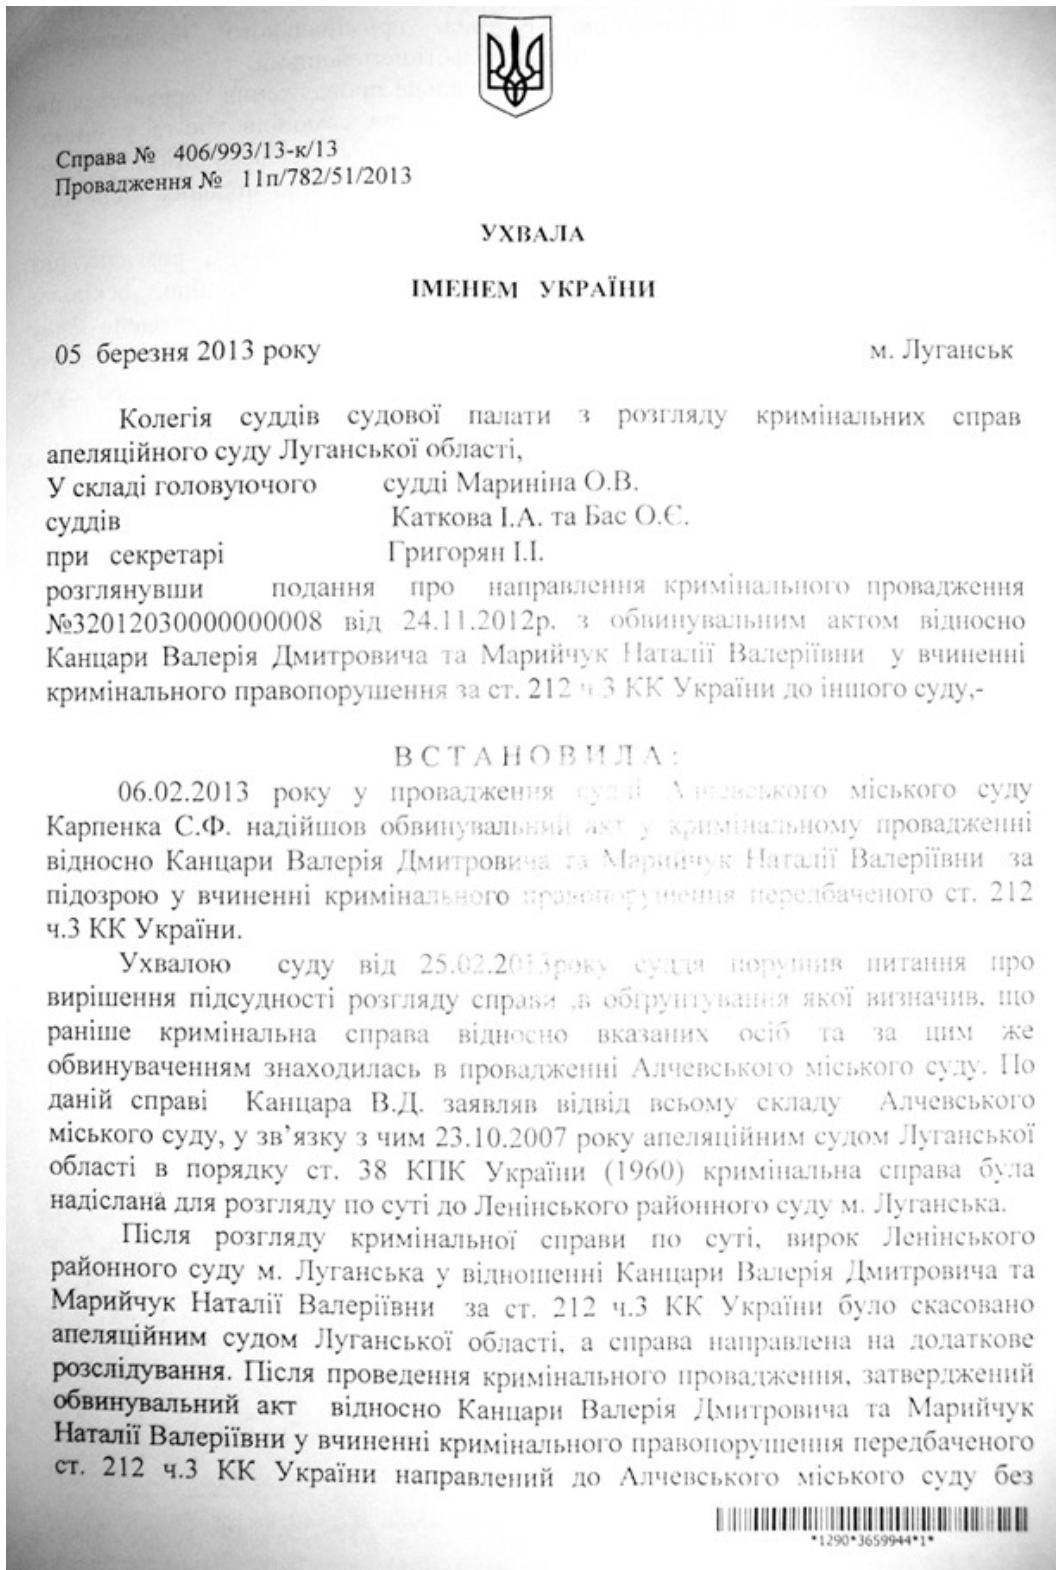 Справа № 406/993/13-к/13
Провадження № 11п/782/51/2013
УХВАЛА
ІМЕНЕМ УКРАЇНИ
05 березня 2013 року м. Луганськ
Колегія суддів судової палати з розгляду кримінальних справ
апеляційного суду Луганської області,
У складі головуючого судді Мариніна О.В.
суддів Каткова І.А. та Бас О.Є.
при секретарі Григорян І.І.
розглянувши подання про направлення кримінального провадження
№32012030000000008 від 24.11.2012р. з обвинувальним актом відносно
Канцари Валерія Дмитровича та Марийчук Наталії Валеріївни у вчиненні
кримінального правопорушення за ст. 212 ч.3 КК України до іншого суду,-
ВСТАНОВИЛА:
06.02.2013 року у провадження судді Алчевського міського суду
Карпенка С.Ф. надійшов обвинувальний акт у кримінальному провадженні
відносно Канцари Валерія Дмитровича та Марийчук Наталії Валеріївни за
підозрою у вчиненні кримінального правопорушення передбаченого ст. 212
ч.3 КК України.
Ухвалою суду від 25.02.2013року суддя порушив питання про
вирішення підсудності розгляду справи ,в обґрунтування якої визначив, що
раніше кримінальна справа відносно вказаних осіб та за цим же
обвинуваченням знаходилась в провадженні Алчевського міського суду. По
даній справі Канцара В.Д. заявляв відвід всьому складу Алчевського
міського суду, у зв’язку з чим 23.10.2007 року апеляційним судом Луганської
області в порядку ст. 38 КПК України (1960) кримінальна справа була
надіслана для розгляду по суті до Ленінського районного суду м. Луганська.
Після розгляду кримінальної справи по суті, вирок Ленінського
районного суду м. Луганська у відношенні Канцари Валерія Дмитровича та
Марийчук Наталії Валеріївни за ст. 212 ч.3 КК України було скасовано
апеляційним судом Луганської області, а справа направлена на додаткове
розслідування. Після проведення кримінального провадження, затверджений
обвинувальний акт відносно Канцари Валерія Дмитровича та Марийчук
Наталії Валеріївни у вчиненні кримінального правопорушення передбаченого
ст. 212 ч.3 КК України направлений до Алчевського міського суду без
*1290*3659944*1*